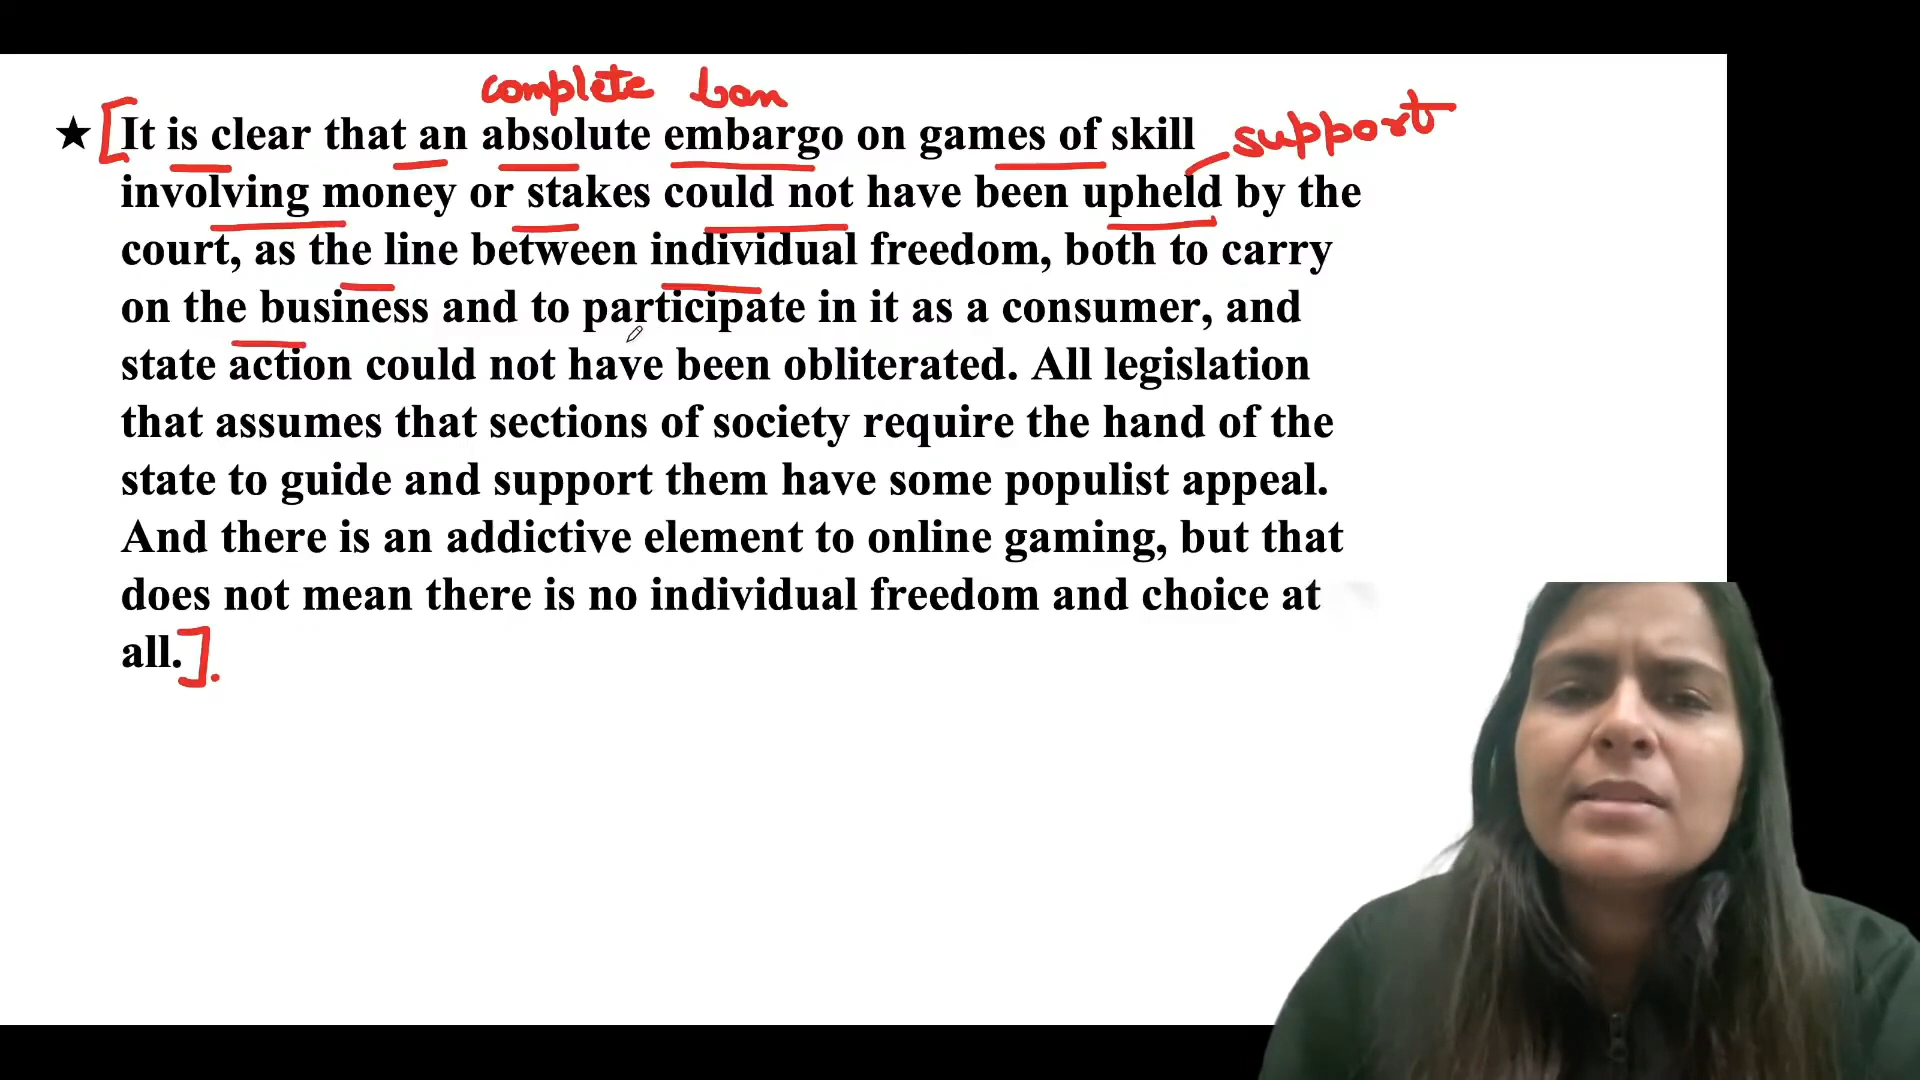 complete ban
★ [It is clear that an absolute embargo on games of skill support
involving money or stakes could not have been upheld by the
court, as the line between individual freedom, both to carry
on the business and to participate in it as a consumer, and
state action could not have been obliterated. All legislation
that assumes that sections of society require the hand of the
state to guide and support them have some populist appeal.
And there is an addictive element to online gaming, but that
does not mean there is no individual freedom and choice at
all.].